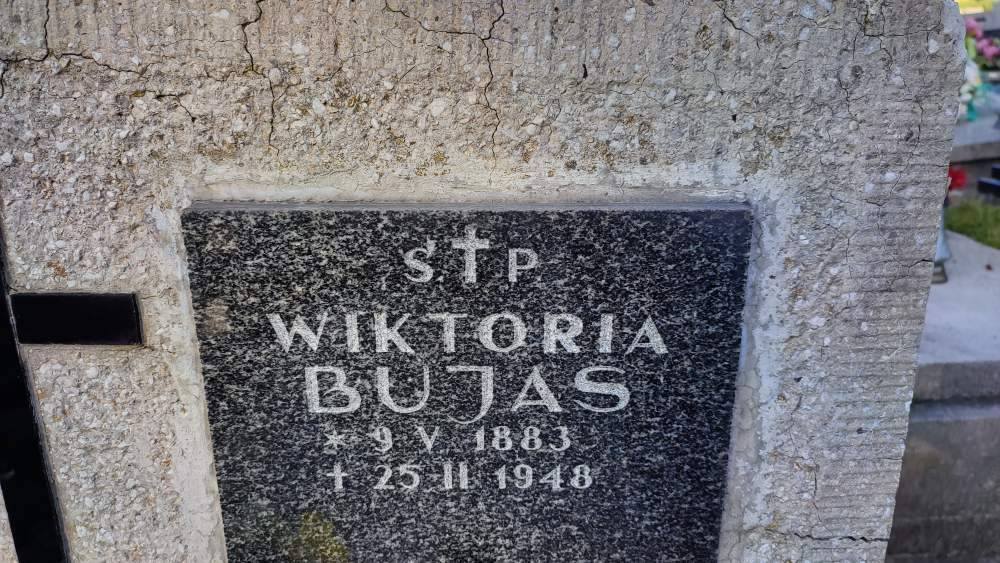 Ś. ✝ P.
WIKTORIA
BUJAS
* 9 V 1883
✝ 25 II 1948